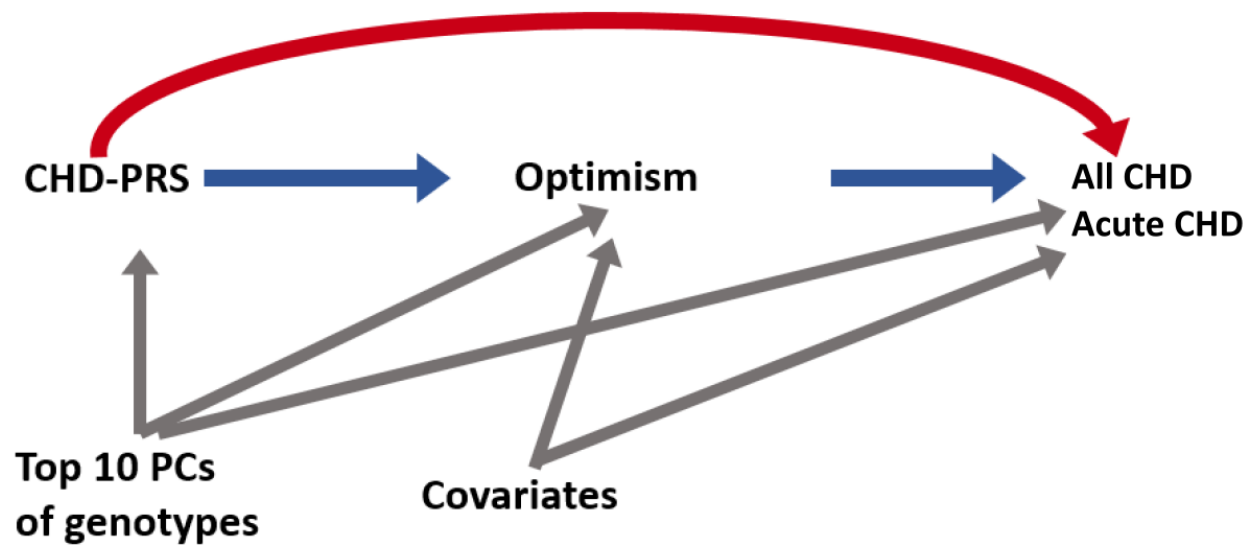 CHD-PRS
Optimism
All CHD
Acute CHD
Top 10 PCs
of genotypes
Covariates